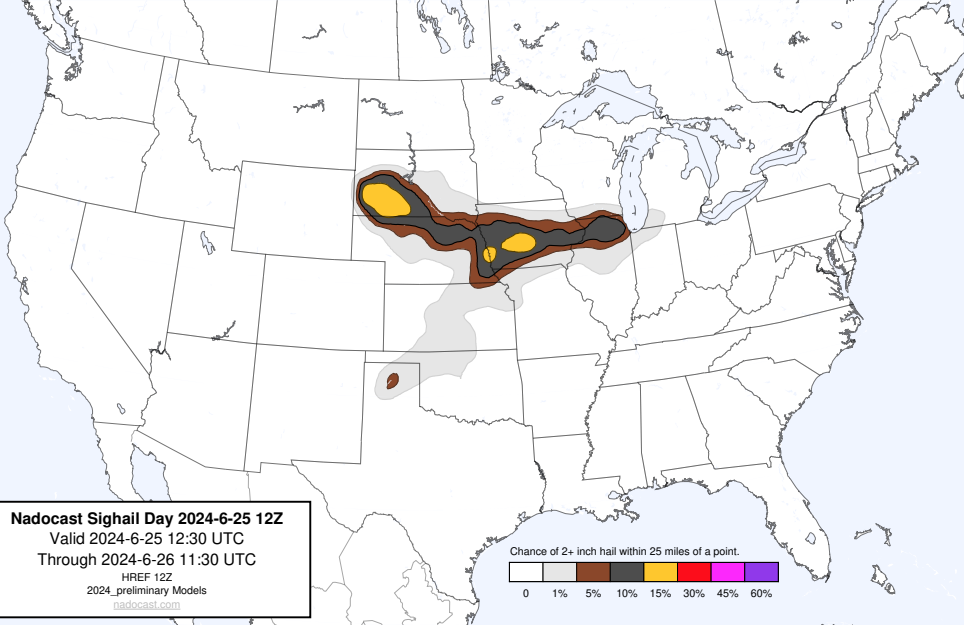 Nadocast Sighail Day 2024-6-25 12Z
Valid 2024-6-25 12:30 UTC
Through 2024-6-26 11:30 UTC
HREF 12Z
2024_preliminary Models
nadocast.com
Chance of 2+ inch hail within 25 miles of a point.
0 1% 5% 10% 15% 30% 45% 60%